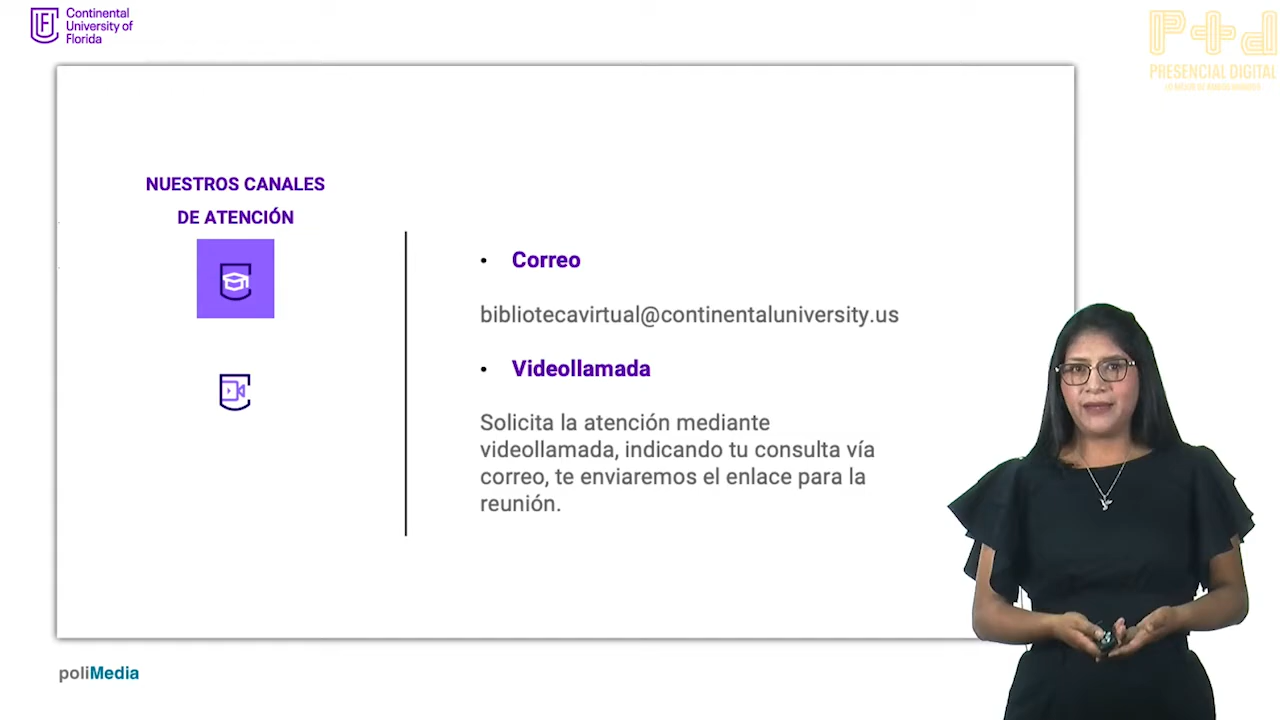 Continental
University of
Florida
P+d
PRESENCIAL DIGITAL
NUESTROS CANALES
DE ATENCIÓN
• Correo
bibliotecavirtual@continentaluniversity.us
• Videollamada
Solicita la atención mediante
videollamada, indicando tu consulta vía
correo, te enviaremos el enlace para la
reunión.
poliMedia